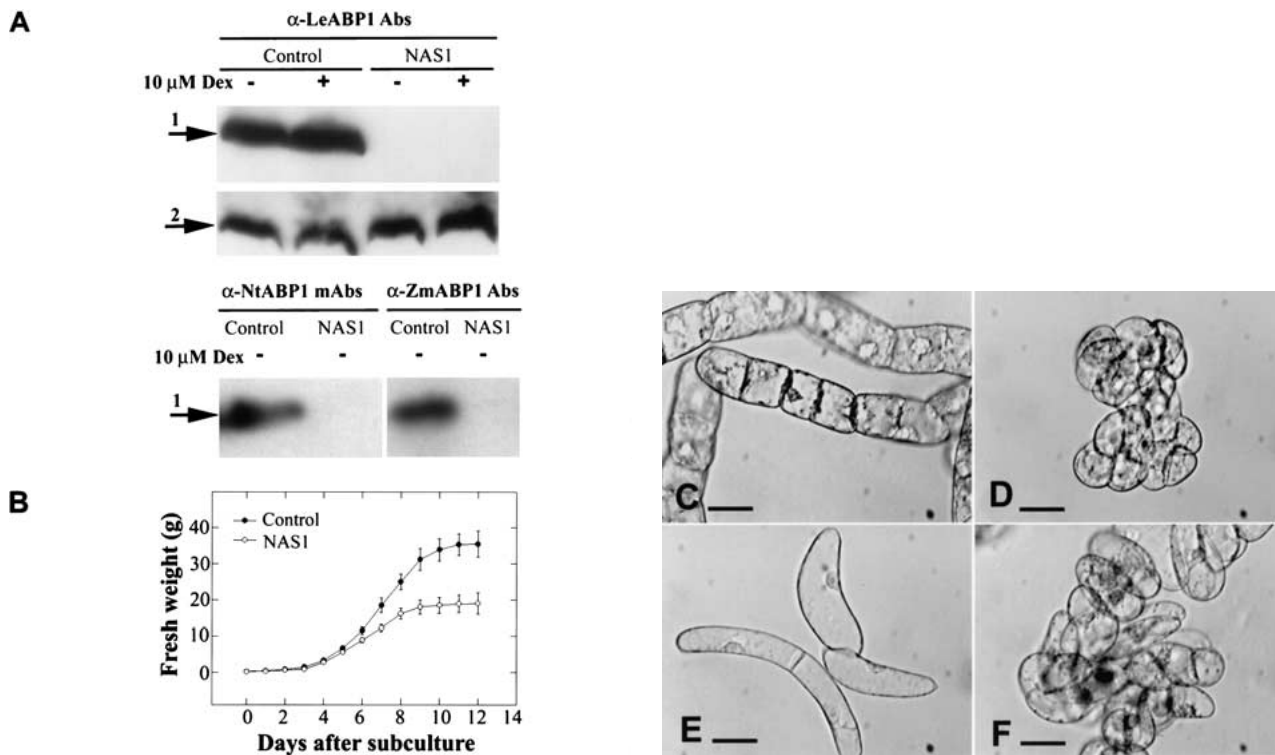 A
α-LeABP1 Abs
Control NAS1
10 μM Dex - + - +
1
2
α-NtABP1 mAbs α-ZmABP1 Abs
Control NAS1 Control NAS1
10 μM Dex - - - -
1
B
Fresh weight (g)
40
30
20
10
0
Control
NAS1
0 2 4 6 8 10 12 14
Days after subculture
C D
E F